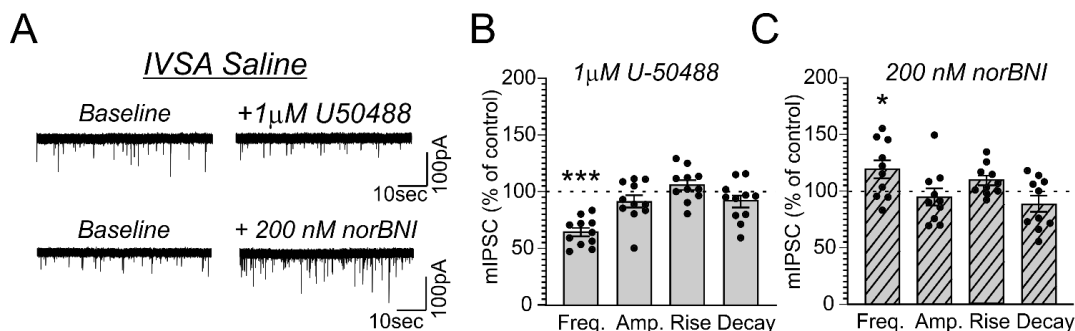 A
IVSA Saline
Baseline
+1µM U50488
100pA
10sec
Baseline
+ 200 nM norBNI
100pA
10sec
B
1µM U-50488
mIPSC (% of control)
200
150
100
50
0
***
Freq. Amp. Rise Decay
C
200 nM norBNI
mIPSC (% of control)
200
150
100
50
0
*
Freq. Amp. Rise Decay